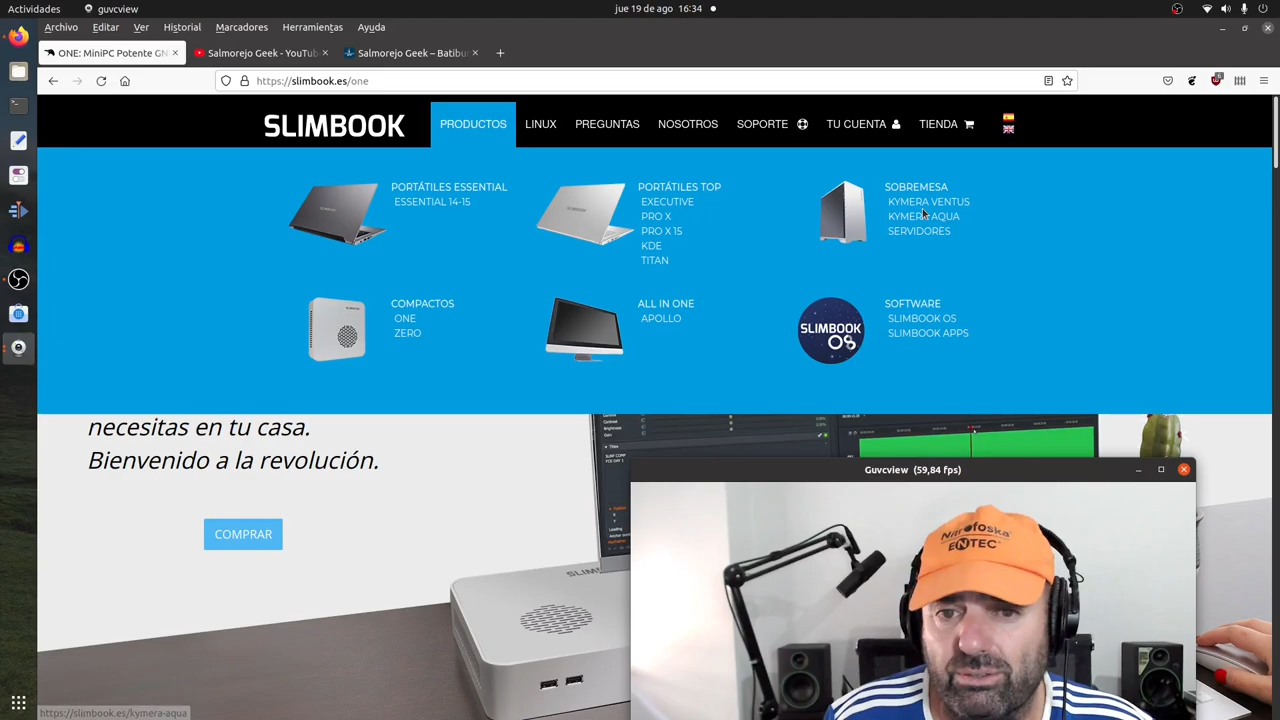 Actividades
guvcview
jue 19 de ago 16:34
Archivo Editar Ver Historial Marcadores Herramientas Ayuda
ONE: MiniPC Potente GN
Salmorejo Geek - YouTub
Salmorejo Geek – Batibur
https://slimbook.es/one
SLIMBOOK
PRODUCTOS LINUX PREGUNTAS NOSOTROS SOPORTE TU CUENTA TIENDA
PORTÁTILES ESSENTIAL
ESSENTIAL 14-15
PORTÁTILES TOP
EXECUTIVE
PRO X
PRO X 15
KDE
TITAN
SOBREMESA
KYMERA VENTUS
KYMERA AQUA
SERVIDORES
COMPACTOS
ONE
ZERO
ALL IN ONE
APOLLO
SLIMBOOK
OS
SOFTWARE
SLIMBOOK OS
SLIMBOOK APPS
necesitas en tu casa.
Bienvenido a la revolución.
COMPRAR
Guvcview (59,84 fps)
Nitrofoska
ENTEC
https://slimbook.es/kymera-aqua